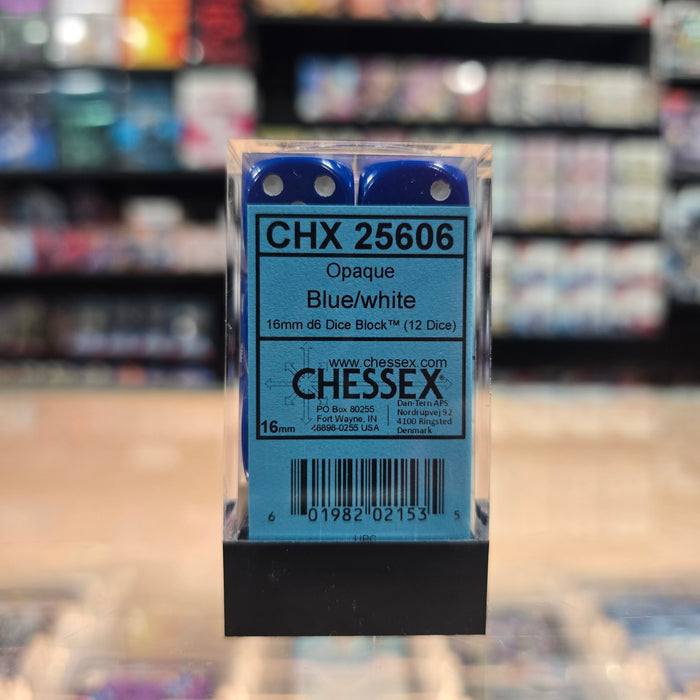 CHX 25606
Opaque
Blue/white
16mm d6 Dice Block™ (12 Dice)
www.chessex.com
CHESSEX®
PO Box 80255
Fort Wayne, IN
46898-0255 USA
Dan-Tern APS
Nordrupvej 92
4100 Ringsted
Denmark
16mm
6 01982 02153 5
UPC